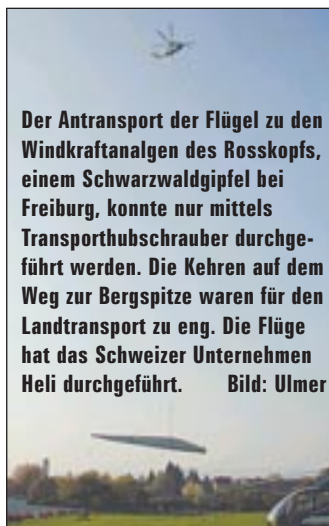 Der Antransport der Flügel zu den
Windkraftanalgen des Rosskopfs,
einem Schwarzwaldgipfel bei
Freiburg, konnte nur mittels
Transporthubschrauber durchge-
führt werden. Die Kehren auf dem
Weg zur Bergspitze waren für den
Landtransport zu eng. Die Flüge
hat das Schweizer Unternehmen
Heli durchgeführt. Bild: Ulmer